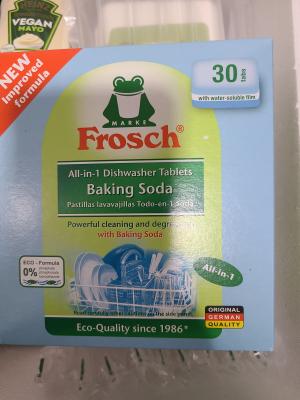 HEINZ
VEGAN
MAYO
NEW
Improved
formula
30 tabs
with water-soluble film
MARKE
Frosch®
All-in-1 Dishwasher Tablets
Baking Soda
Pastillas lavavajillas Todo-en-1 Soda
Powerful cleaning and degreasing
with Baking Soda
ECO - Formula
0%
All-in-1
Eco-Quality since 1986*
ORIGINAL
GERMAN
QUALITY